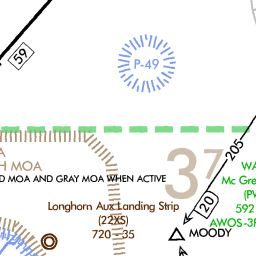 59
P-49
205
A
H MOA
D MOA AND GRAY MOA WHEN ACTIVE
37
WA
Mc Gre
(PW
592
AWOS-3P
20
Longhorn Aux Landing Strip
(22XS)
720 - 35
MOODY